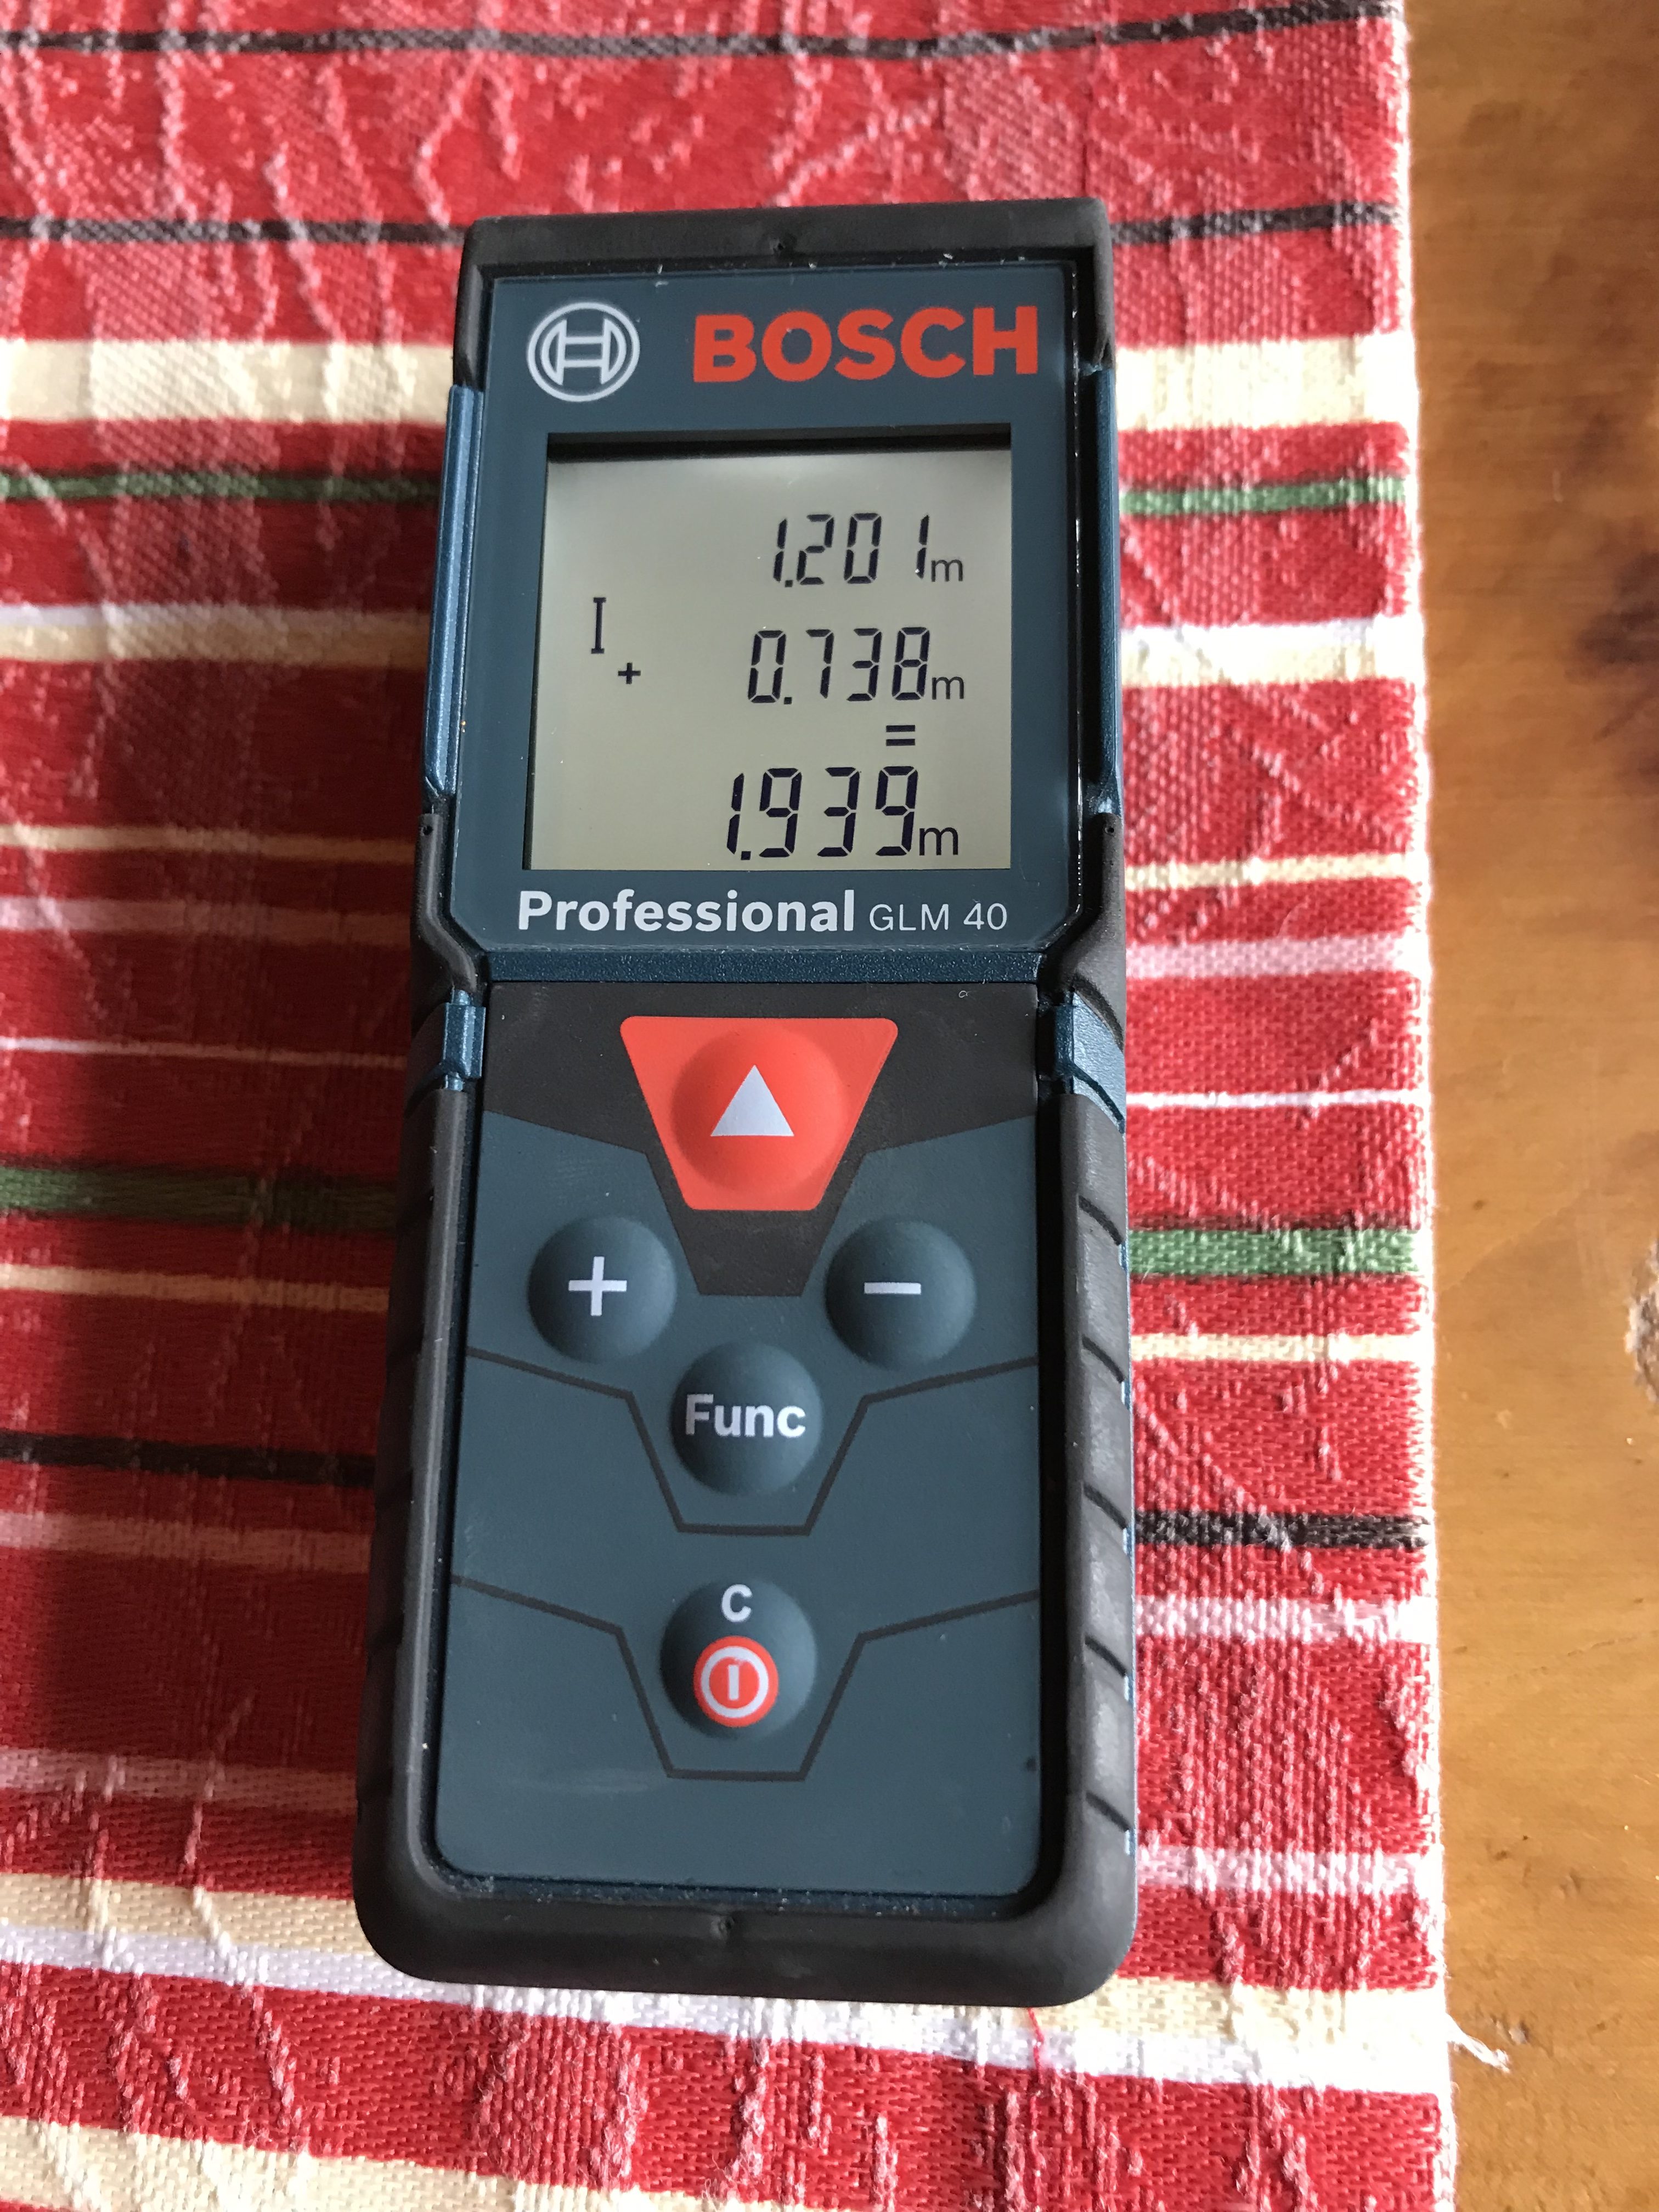 BOSCH
1.201m
+ 0.738m
=
1.939m
Professional GLM 40
+ −
Func
C